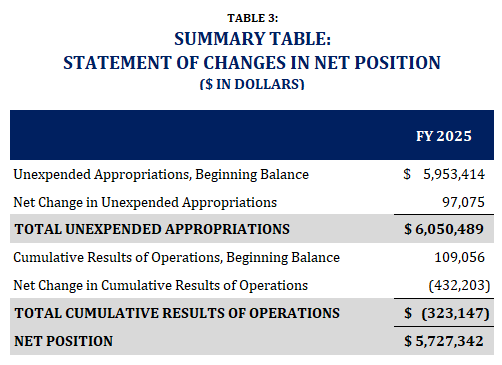 TABLE 3:
SUMMARY TABLE:
STATEMENT OF CHANGES IN NET POSITION
($ IN DOLLARS)
FY 2025
Unexpended Appropriations, Beginning Balance $ 5,953,414
Net Change in Unexpended Appropriations 97,075
TOTAL UNEXPENDED APPROPRIATIONS $ 6,050,489
Cumulative Results of Operations, Beginning Balance 109,056
Net Change in Cumulative Results of Operations (432,203)
TOTAL CUMULATIVE RESULTS OF OPERATIONS $ (323,147)
NET POSITION $ 5,727,342